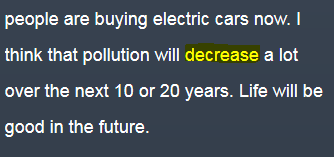 people are buying electric cars now. I
think that pollution will decrease a lot
over the next 10 or 20 years. Life will be
good in the future.